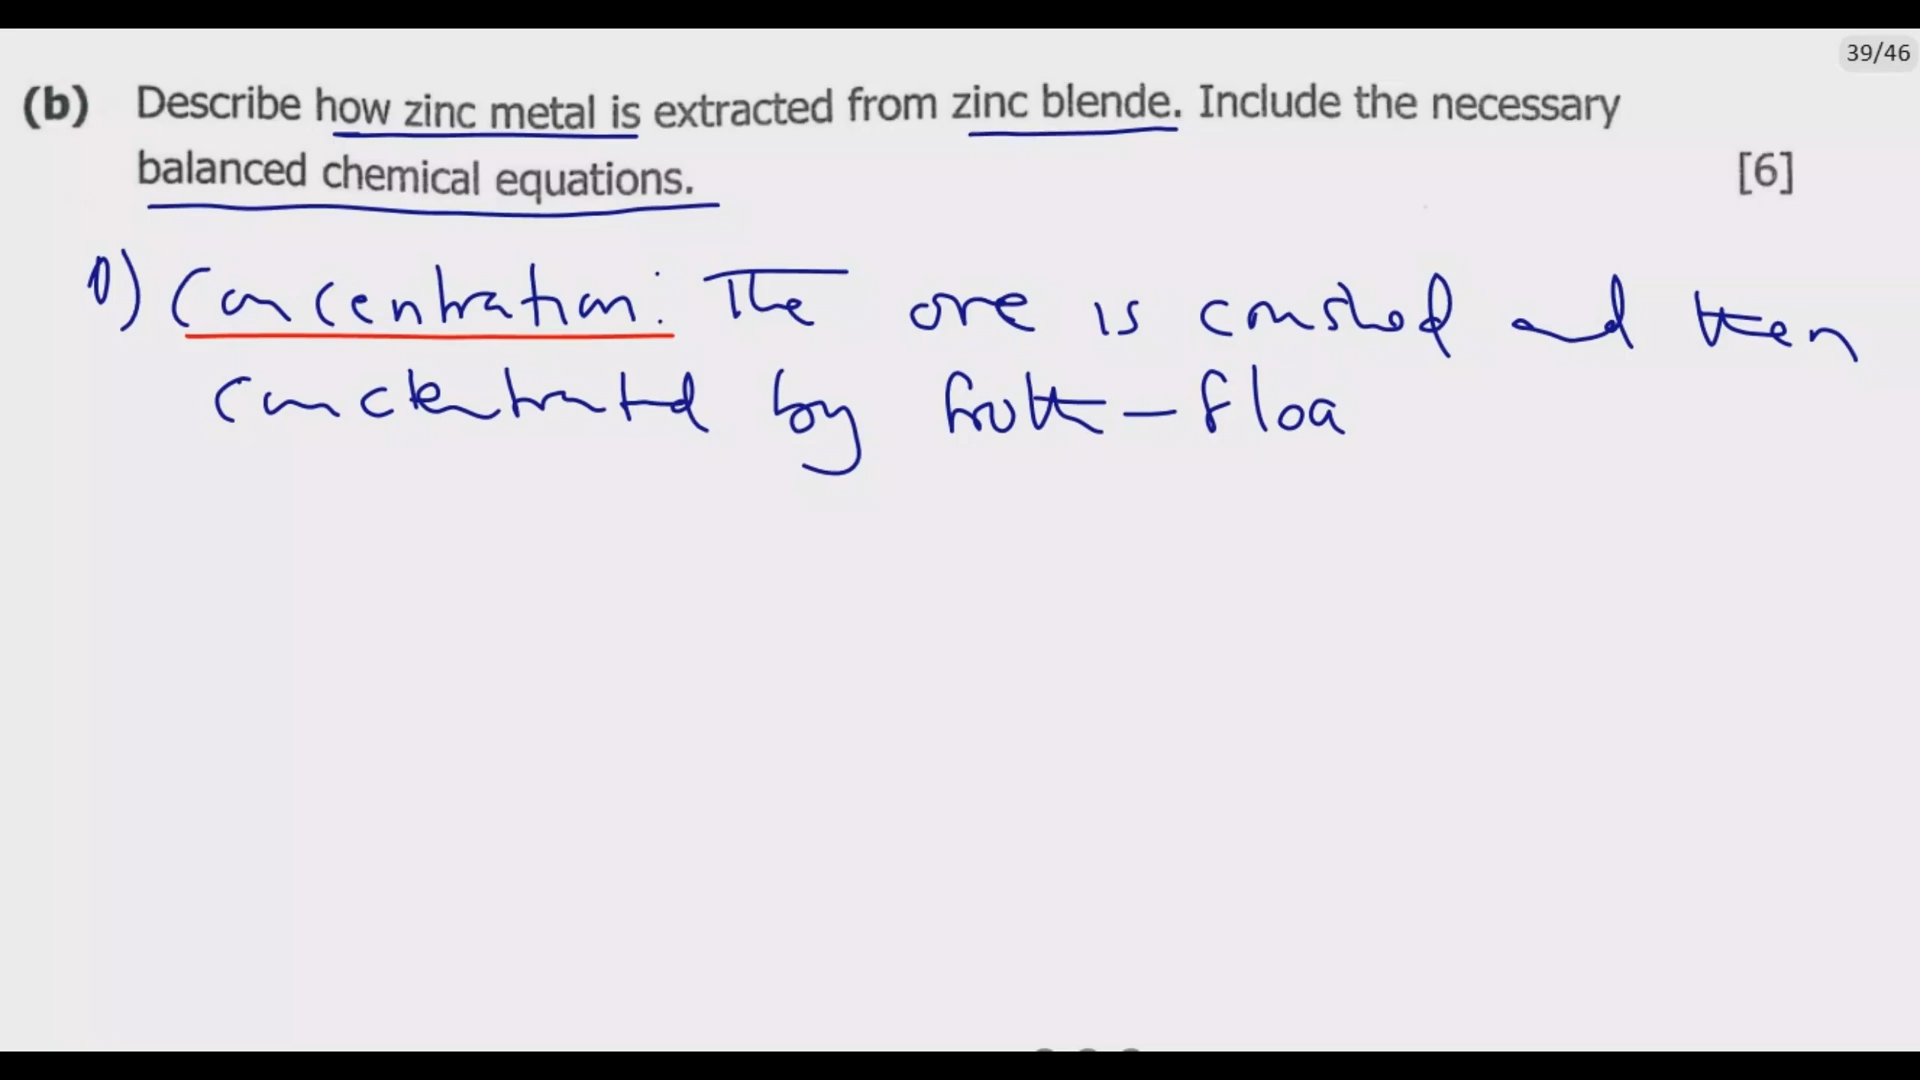 39/46
(b) Describe how zinc metal is extracted from zinc blende. Include the necessary
balanced chemical equations. [6]
1) Concentration: The ore is crushed and then
concentrated by froth-floa